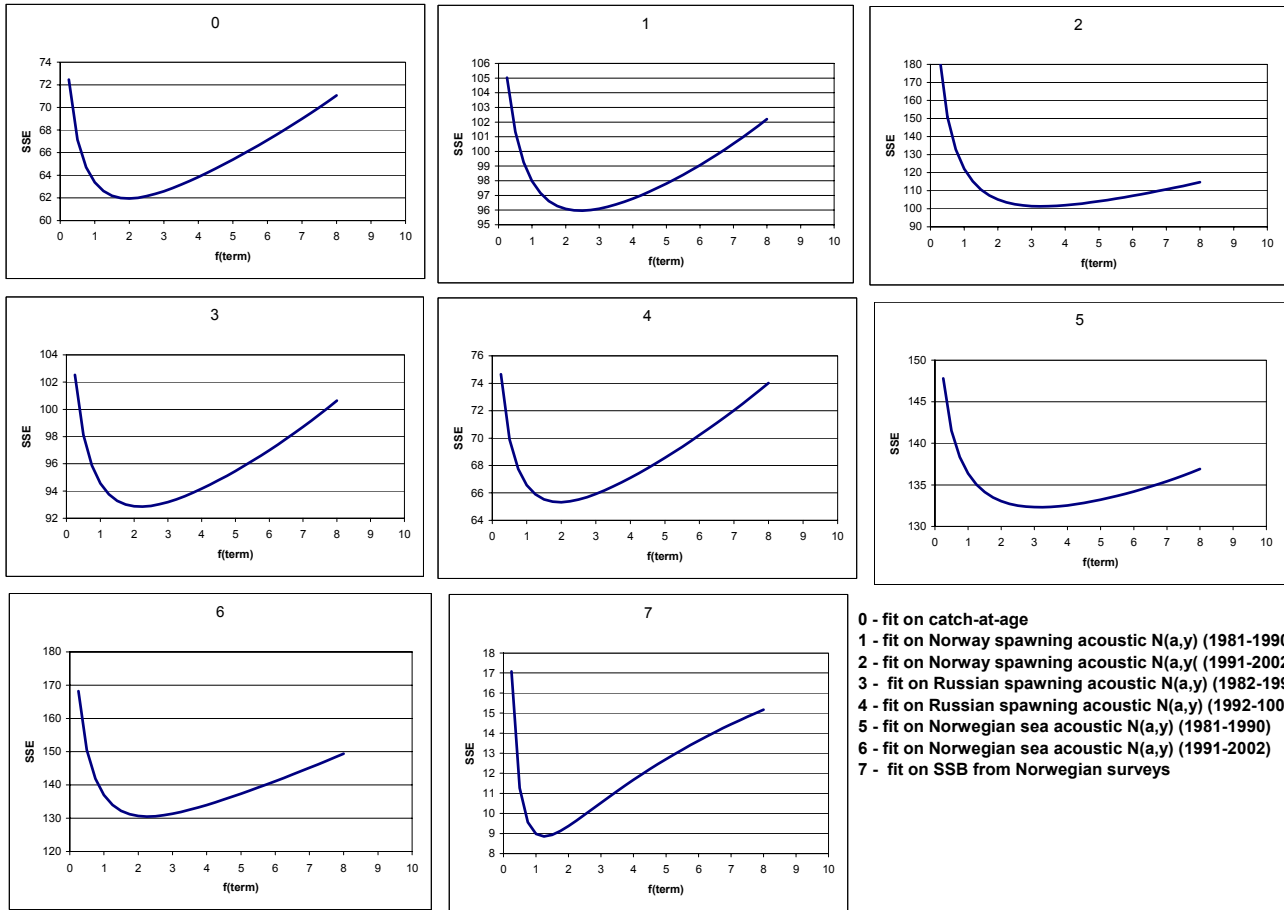 0
74
72
70
68
66
64
62
60
SSE
0 1 2 3 4 5 6 7 8 9 10
f(term)
1
106
105
104
103
102
101
100
99
98
97
96
95
SSE
0 1 2 3 4 5 6 7 8 9 10
f(term)
2
180
170
160
150
140
130
120
110
100
90
SSE
0 1 2 3 4 5 6 7 8 9 10
f(term)
3
104
102
100
98
96
94
92
SSE
0 1 2 3 4 5 6 7 8 9 10
f(term)
4
76
74
72
70
68
66
64
SSE
0 1 2 3 4 5 6 7 8 9 10
f(term)
5
150
145
140
135
130
SSE
0 1 2 3 4 5 6 7 8 9 10
f(term)
6
180
170
160
150
140
130
120
SSE
0 1 2 3 4 5 6 7 8 9 10
f(term)
7
18
17
16
15
14
13
12
11
10
9
8
SSE
0 1 2 3 4 5 6 7 8 9 10
f(term)
0 - fit on catch-at-age
1 - fit on Norway spawning acoustic N(a,y) (1981-1990
2 - fit on Norway spawning acoustic N(a,y( (1991-2002
3 - fit on Russian spawning acoustic N(a,y) (1982-199
4 - fit on Russian spawning acoustic N(a,y) (1992-100
5 - fit on Norwegian sea acoustic N(a,y) (1981-1990)
6 - fit on Norwegian sea acoustic N(a,y) (1991-2002)
7 - fit on SSB from Norwegian surveys